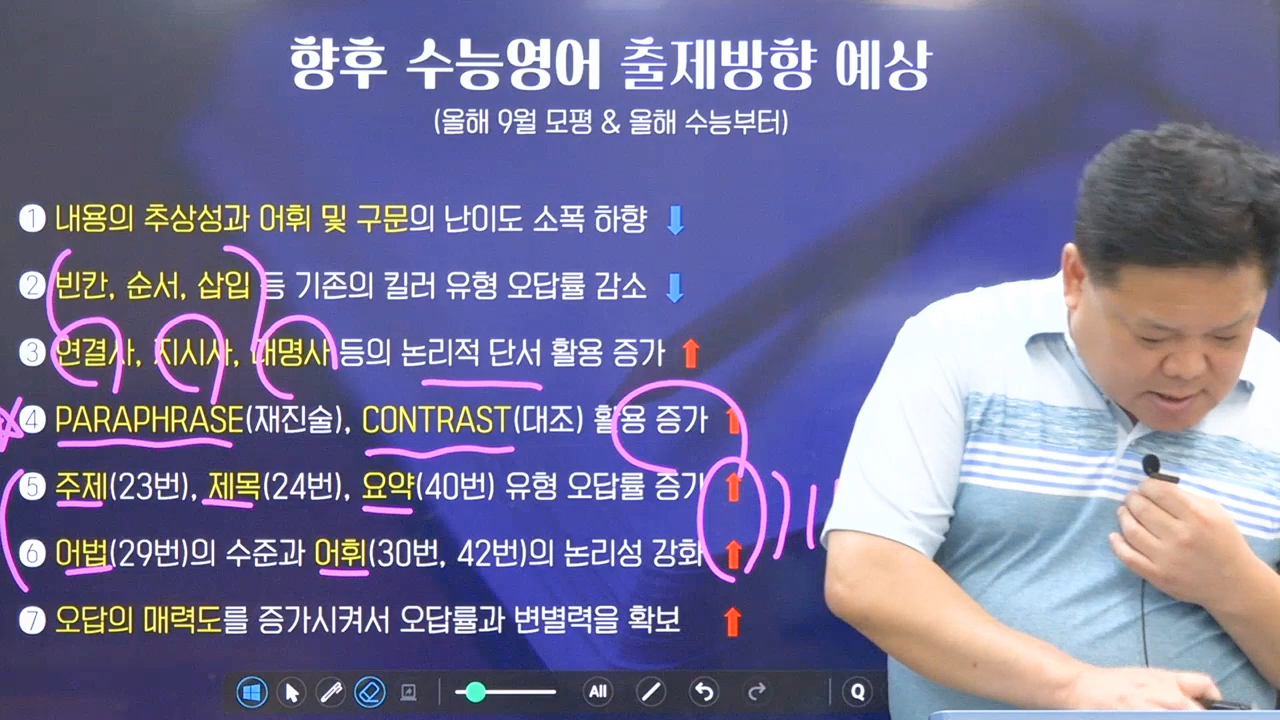 향후 수능영어 출제방향 예상
(올해 9월 모평 & 올해 수능부터)
① 내용의 추상성과 어휘 및 구문의 난이도 소폭 하향 ⬇
② 빈칸, 순서, 삽입 등 기존의 킬러 유형 오답률 감소 ⬇
③ 연결사, 지시사, 대명사 등의 논리적 단서 활용 증가 ⬆
④ PARAPHRASE(재진술), CONTRAST(대조) 활용 증가 ⬆
⑤ 주제(23번), 제목(24번), 요약(40번) 유형 오답률 증가 ⬆
⑥ 어법(29번)의 수준과 어휘(30번, 42번)의 논리성 강화 ⬆
⑦ 오답의 매력도를 증가시켜서 오답률과 변별력을 확보 ⬆
All
Q